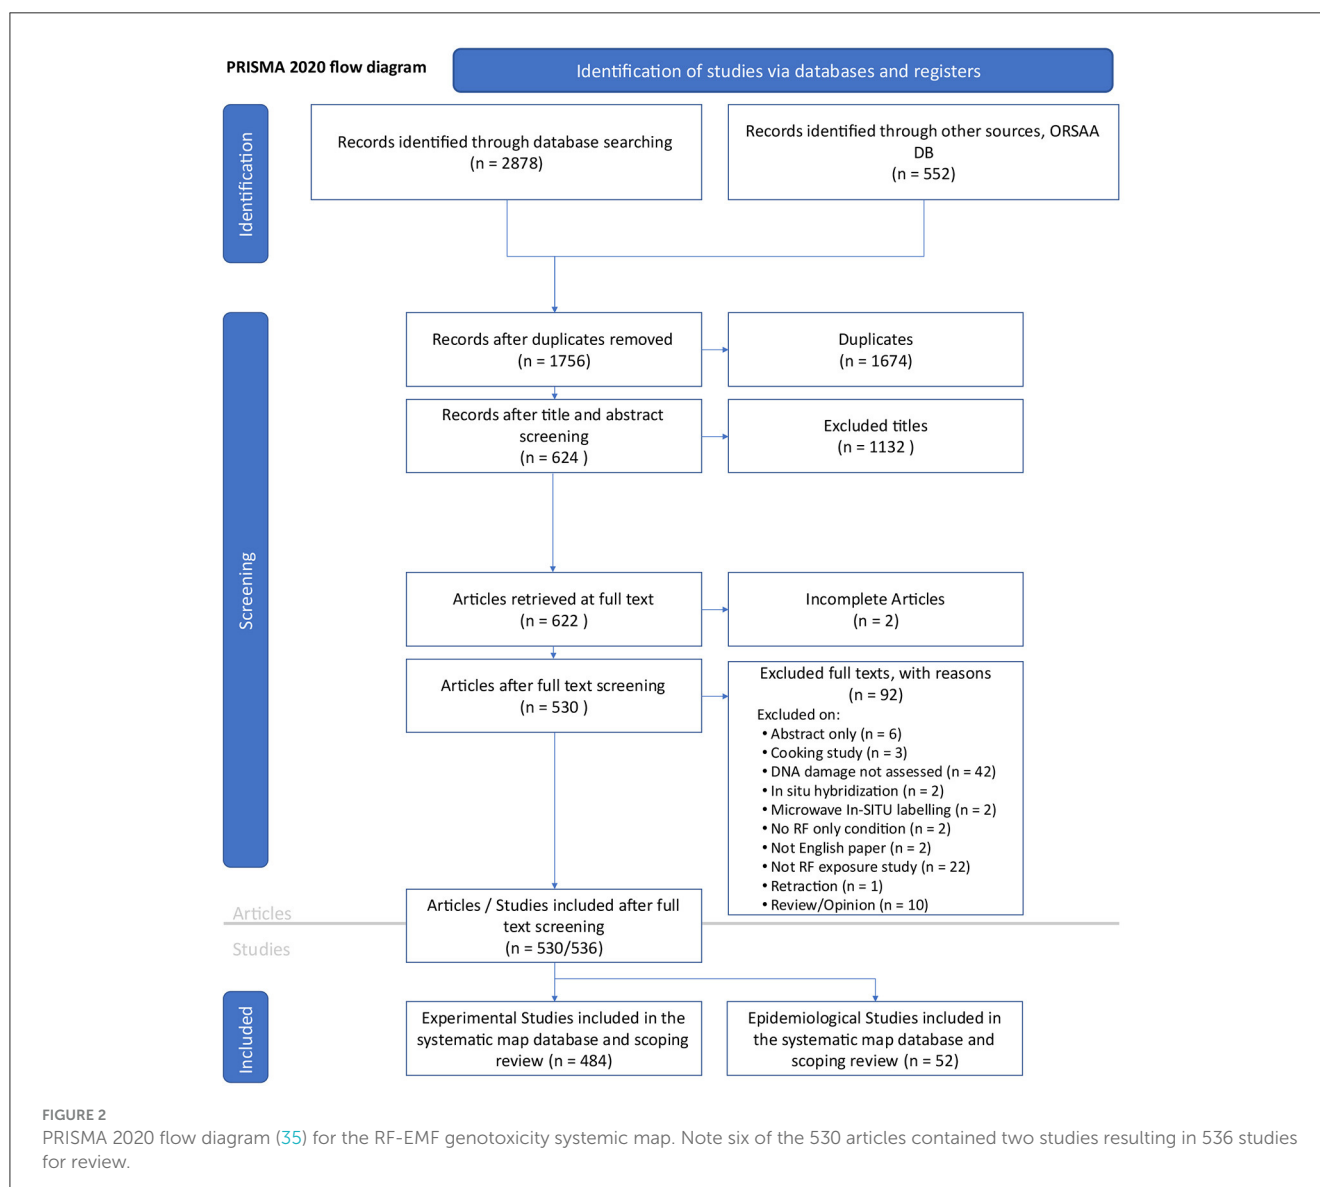 PRISMA 2020 flow diagram
Identification of studies via databases and registers
Identification
Records identified through database searching
(n = 2878)
Records identified through other sources, ORSAA
DB
(n = 552)
Screening
Records after duplicates removed
(n = 1756)
Duplicates
(n = 1674)
Records after title and abstract
screening
(n = 624 )
Excluded titles
(n = 1132 )
Articles retrieved at full text
(n = 622 )
Incomplete Articles
(n = 2)
Articles after full text screening
(n = 530 )
Excluded full texts, with reasons
(n = 92)
Excluded on:
• Abstract only (n = 6)
• Cooking study (n = 3)
• DNA damage not assessed (n = 42)
• In situ hybridization (n = 2)
• Microwave In-SITU labelling (n = 2)
• No RF only condition (n = 2)
• Not English paper (n = 2)
• Not RF exposure study (n = 22)
• Retraction (n = 1)
• Review/Opinion (n = 10)
Articles
Studies
Articles / Studies included after full
text screening
(n = 530/536)
Included
Experimental Studies included in the
systematic map database and scoping
review (n = 484)
Epidemiological Studies included in
the systematic map database and
scoping review (n = 52)
FIGURE 2
PRISMA 2020 flow diagram (35) for the RF-EMF genotoxicity systemic map. Note six of the 530 articles contained two studies resulting in 536 studies
for review.